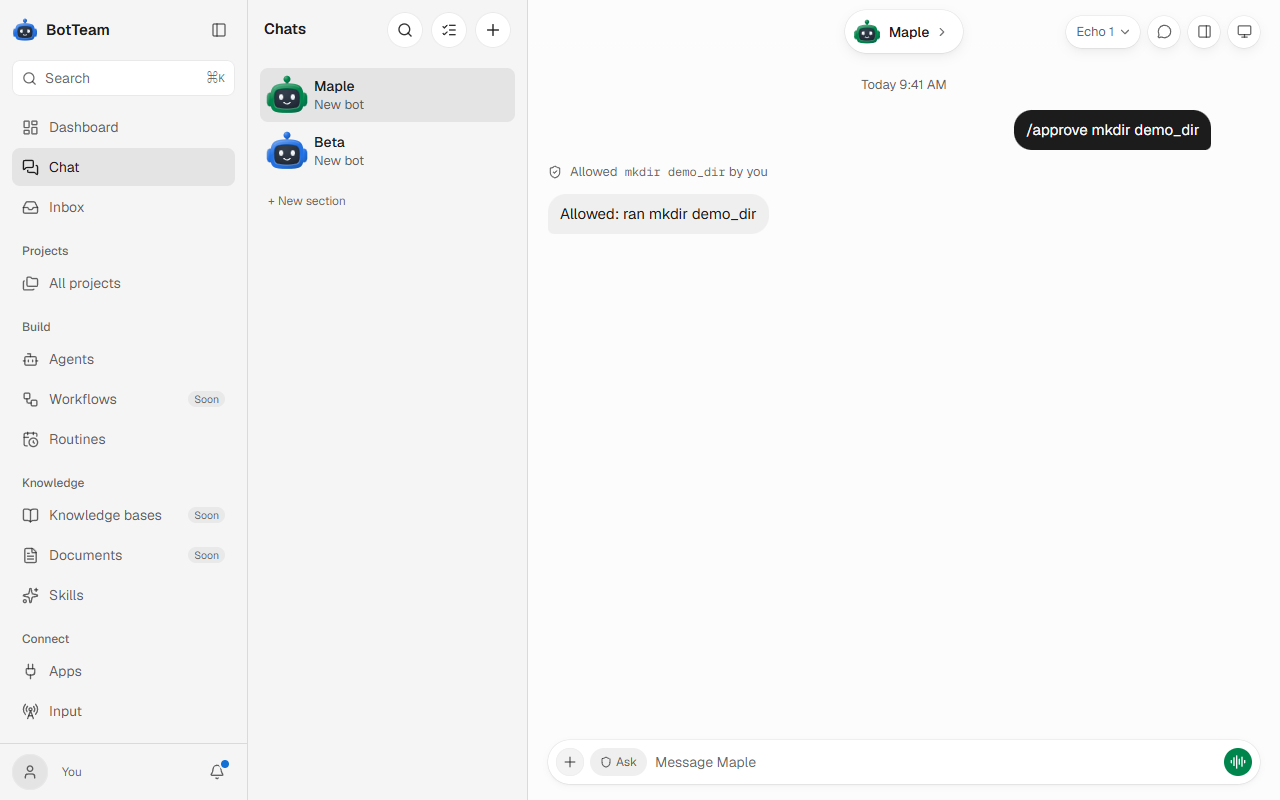 BotTeam
Search
⌘K
Dashboard
Chat
Inbox
Projects
All projects
Build
Agents
Workflows
Soon
Routines
Knowledge
Knowledge bases
Soon
Documents
Soon
Skills
Connect
Apps
Input
You
Chats
Maple
New bot
Beta
New bot
+ New section
Maple
Echo 1
Today 9:41 AM
/approve mkdir demo_dir
Allowed mkdir demo_dir by you
Allowed: ran mkdir demo_dir
Ask
Message Maple